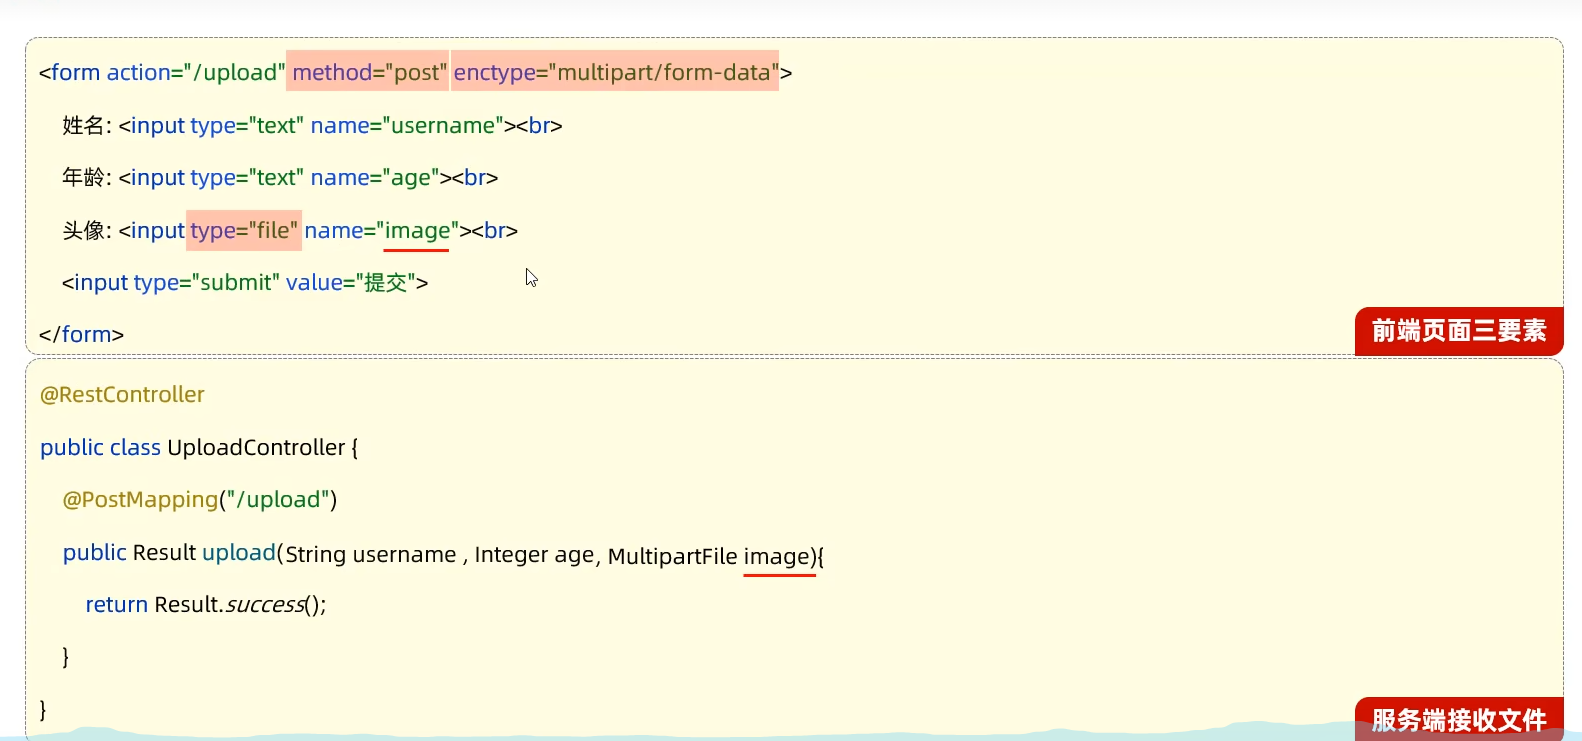 <form action="/upload" method="post" enctype="multipart/form-data">
姓名: <input type="text" name="username"><br>
年龄: <input type="text" name="age"><br>
头像: <input type="file" name="image"><br>
<input type="submit" value="提交">
</form>
前端页面三要素
@RestController
public class UploadController {
@PostMapping("/upload")
public Result upload(String username , Integer age, MultipartFile image){
return Result.success();
}
}
服务端接收文件